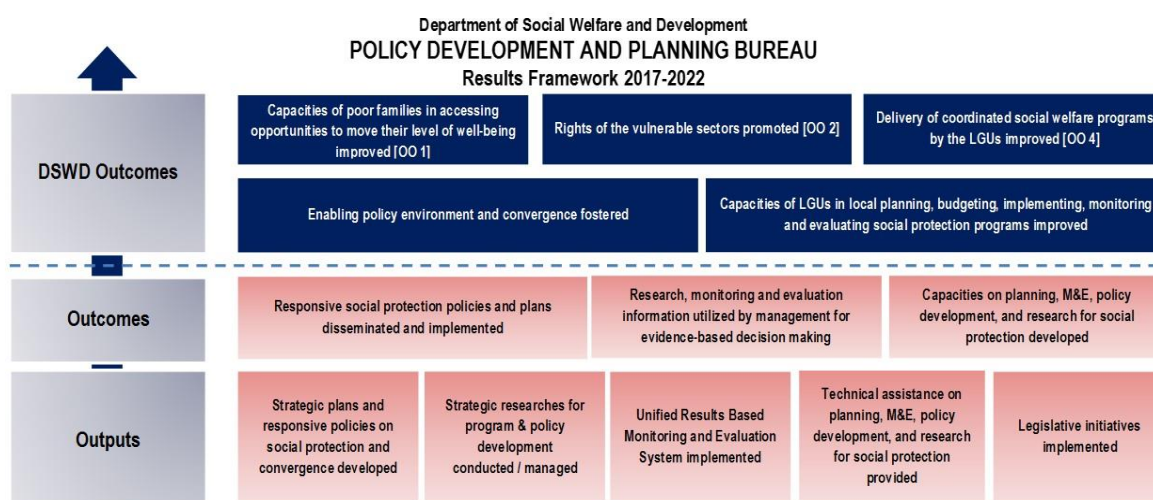 Department of Social Welfare and Development
POLICY DEVELOPMENT AND PLANNING BUREAU
Results Framework 2017-2022
DSWD Outcomes
Capacities of poor families in accessing
opportunities to move their level of well-being
improved [OO 1]
Rights of the vulnerable sectors promoted [OO 2]
Delivery of coordinated social welfare programs
by the LGUs improved [OO 4]
Enabling policy environment and convergence fostered
Capacities of LGUs in local planning, budgeting, implementing, monitoring
and evaluating social protection programs improved
Outcomes
Responsive social protection policies and plans
disseminated and implemented
Research, monitoring and evaluation
information utilized by management for
evidence-based decision making
Capacities on planning, M&E, policy
development, and research for social
protection developed
Outputs
Strategic plans and
responsive policies on
social protection and
convergence developed
Strategic researches for
program & policy
development
conducted / managed
Unified Results Based
Monitoring and Evaluation
System implemented
Technical assistance on
planning, M&E, policy
development, and research
for social protection
provided
Legislative initiatives
implemented